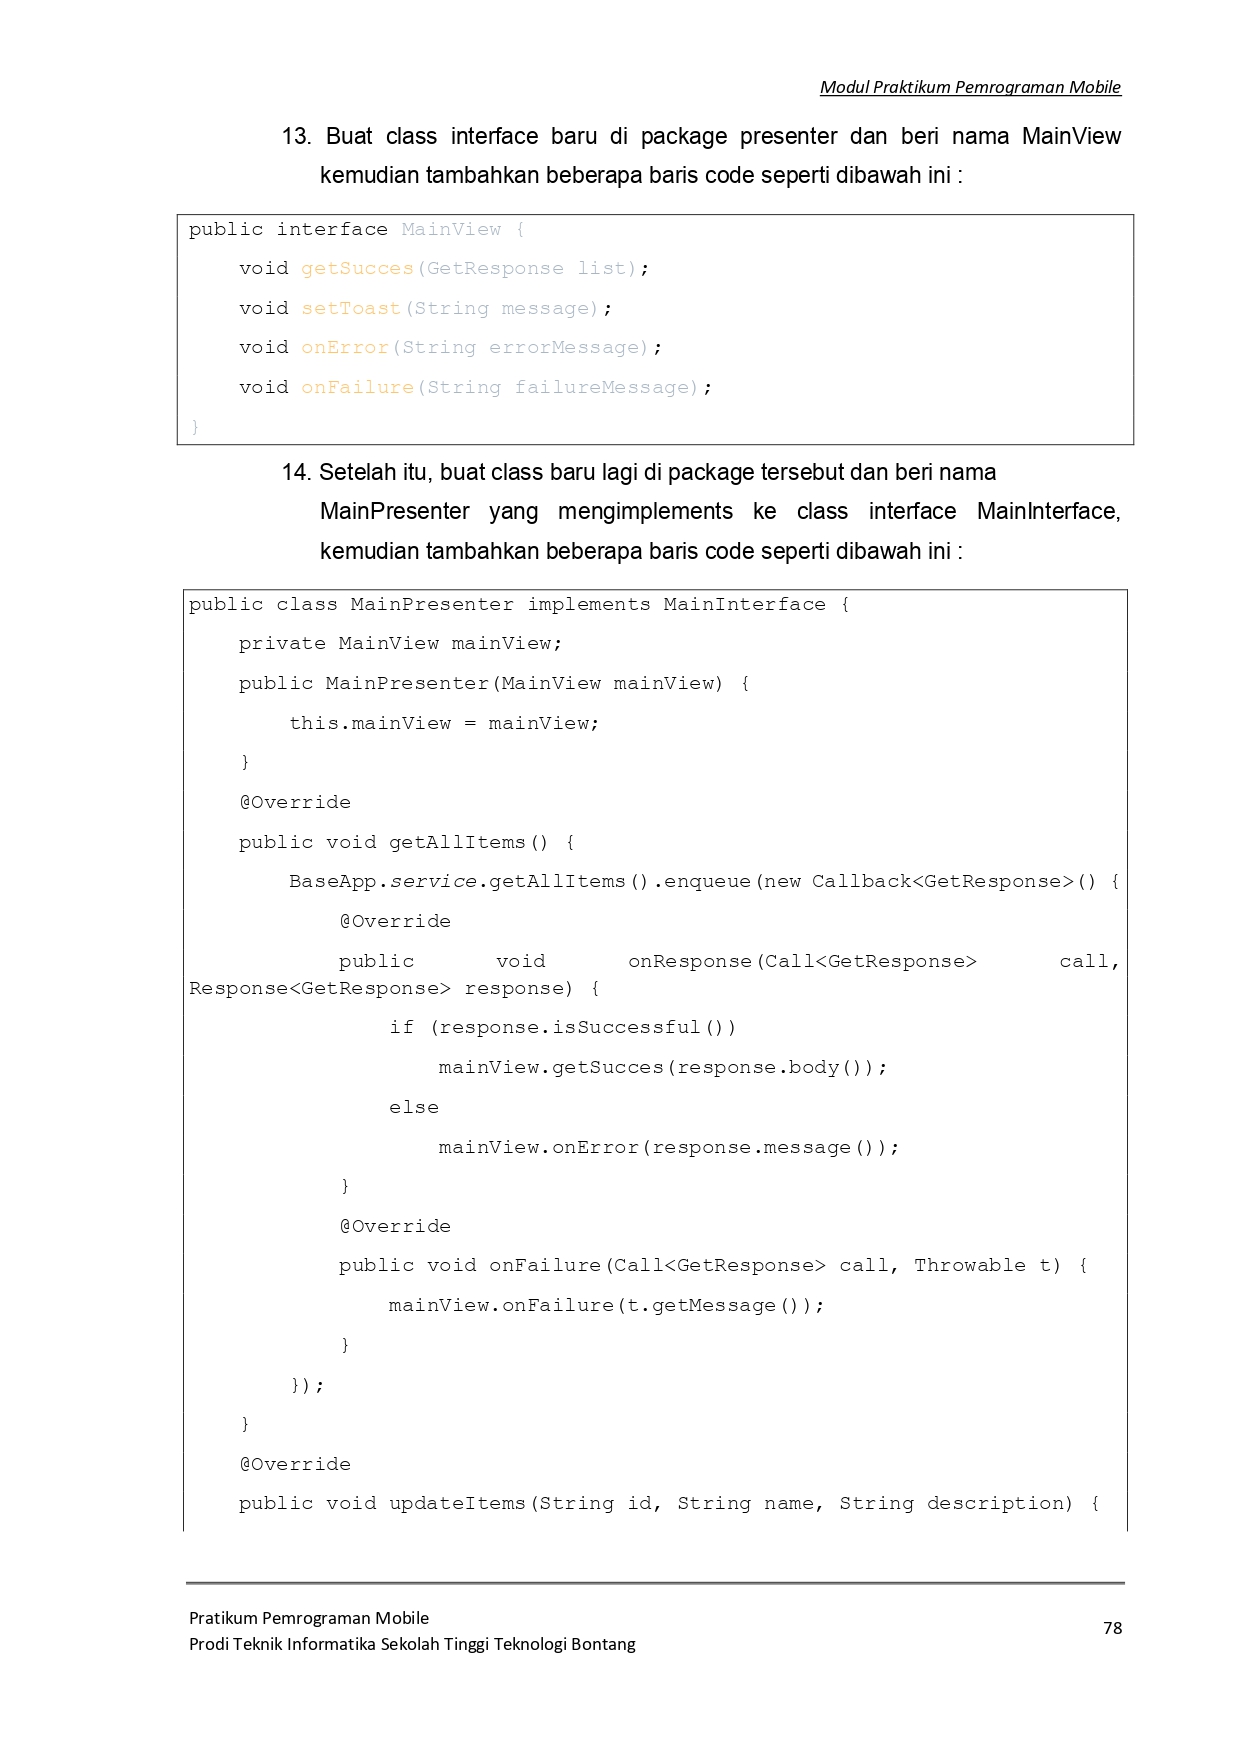 Modul Praktikum Pemrograman Mobile
13. Buat class interface baru di package presenter dan beri nama MainView
kemudian tambahkan beberapa baris code seperti dibawah ini :
public interface MainView {
    void getSucces(GetResponse list);
    void setToast(String message);
    void onError(String errorMessage);
    void onFailure(String failureMessage);
}
14. Setelah itu, buat class baru lagi di package tersebut dan beri nama
MainPresenter yang mengimplements ke class interface MainInterface,
kemudian tambahkan beberapa baris code seperti dibawah ini :
public class MainPresenter implements MainInterface {
    private MainView mainView;
    public MainPresenter(MainView mainView) {
        this.mainView = mainView;
    }
    @Override
    public void getAllItems() {
        BaseApp.service.getAllItems().enqueue(new Callback<GetResponse>() {
            @Override
            public void onResponse(Call<GetResponse> call,
Response<GetResponse> response) {
                if (response.isSuccessful())
                    mainView.getSucces(response.body());
                else
                    mainView.onError(response.message());
            }
            @Override
            public void onFailure(Call<GetResponse> call, Throwable t) {
                mainView.onFailure(t.getMessage());
            }
        });
    }
    @Override
    public void updateItems(String id, String name, String description) {
Pratikum Pemrograman Mobile
78
Prodi Teknik Informatika Sekolah Tinggi Teknologi Bontang